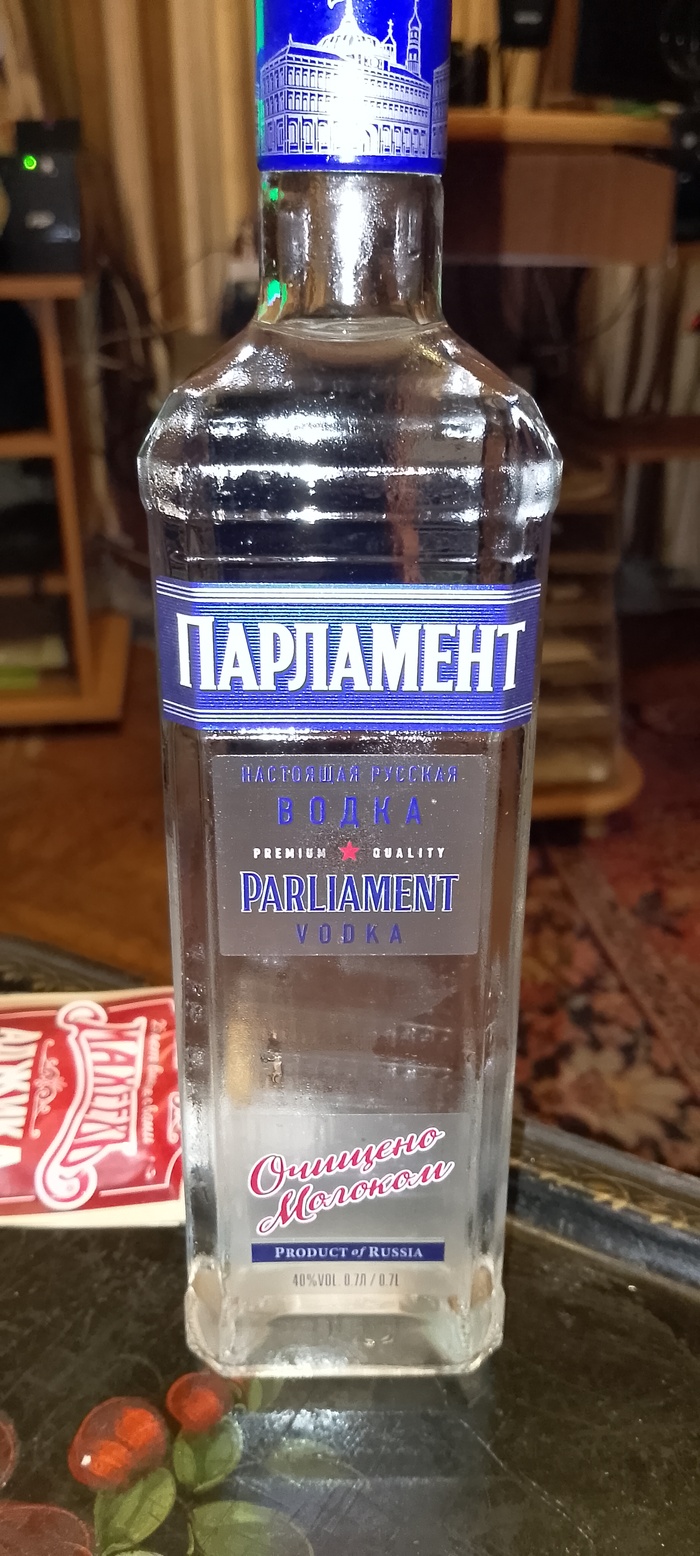 ПАРЛАМЕНТ
НАСТОЯЩАЯ РУССКАЯ
ВОДКА
PREMIUM ★ QUALITY
PARLIAMENT
VODKA
Очищено
Молоком
PRODUCT of RUSSIA
40%VOL 0.7Л / 0.7L